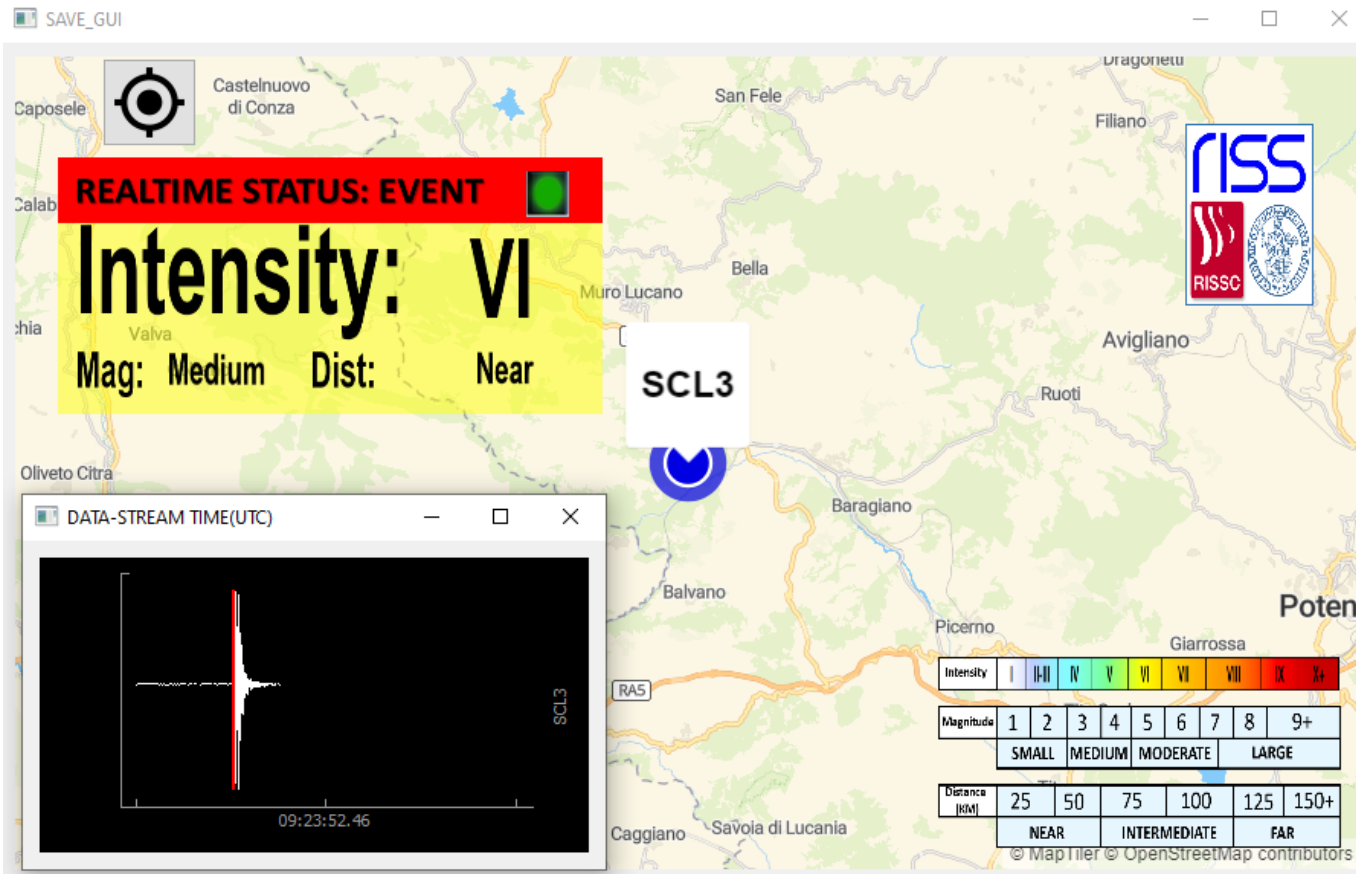 SAVE_GUI
Dragonetti
Castelnuovo
di Conza
San Fele
Caposele
Filiano
riss
REALTIME STATUS: EVENT
Calab
Intensity: VI
Bella
RISSC
Muro Lucano
chia
Valva
Avigliano
Mag: Medium Dist: Near
SCL3
Ruoti
Oliveto Citra
Baragiano
DATA-STREAM TIME(UTC)
Balvano
Poten
Picerno
Giarrossa
Intensity I II-III IV V VI VII VIII IX X+
RA5
SCL3
Magnitude 1 2 3 4 5 6 7 8 9+
SMALL MEDIUM MODERATE LARGE
Distance
(KM)
25 50 75 100 125 150+
09:23:52.46
Caggiano
Savoia di Lucania
NEAR INTERMEDIATE FAR
© MapTiler © OpenStreetMap contributors